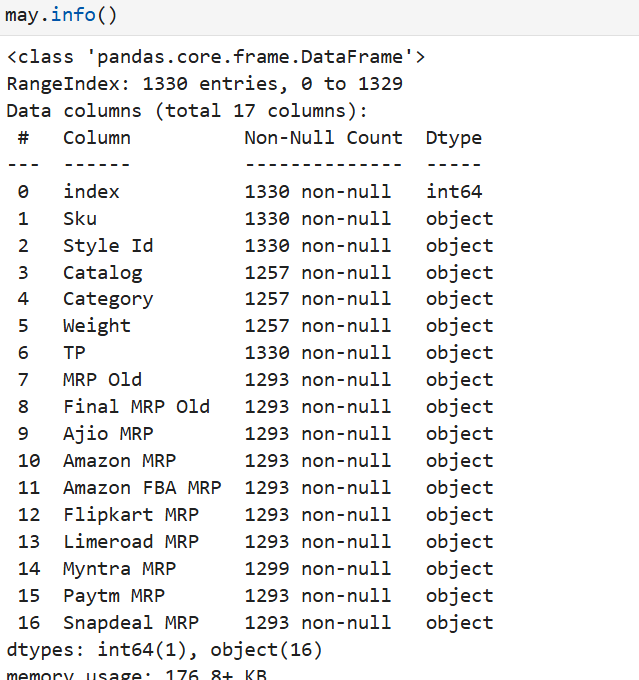 may.info()
<class 'pandas.core.frame.DataFrame'>
RangeIndex: 1330 entries, 0 to 1329
Data columns (total 17 columns):
 #   Column          Non-Null Count  Dtype
---  ------          --------------  -----
 0   index           1330 non-null   int64
 1   Sku             1330 non-null   object
 2   Style Id        1330 non-null   object
 3   Catalog         1257 non-null   object
 4   Category        1257 non-null   object
 5   Weight          1257 non-null   object
 6   TP              1330 non-null   object
 7   MRP Old         1293 non-null   object
 8   Final MRP Old   1293 non-null   object
 9   Ajio MRP        1293 non-null   object
 10  Amazon MRP      1293 non-null   object
 11  Amazon FBA MRP  1293 non-null   object
 12  Flipkart MRP    1293 non-null   object
 13  Limeroad MRP    1293 non-null   object
 14  Myntra MRP      1299 non-null   object
 15  Paytm MRP       1293 non-null   object
 16  Snapdeal MRP    1293 non-null   object
dtypes: int64(1), object(16)
memory usage: 176.8+ KB